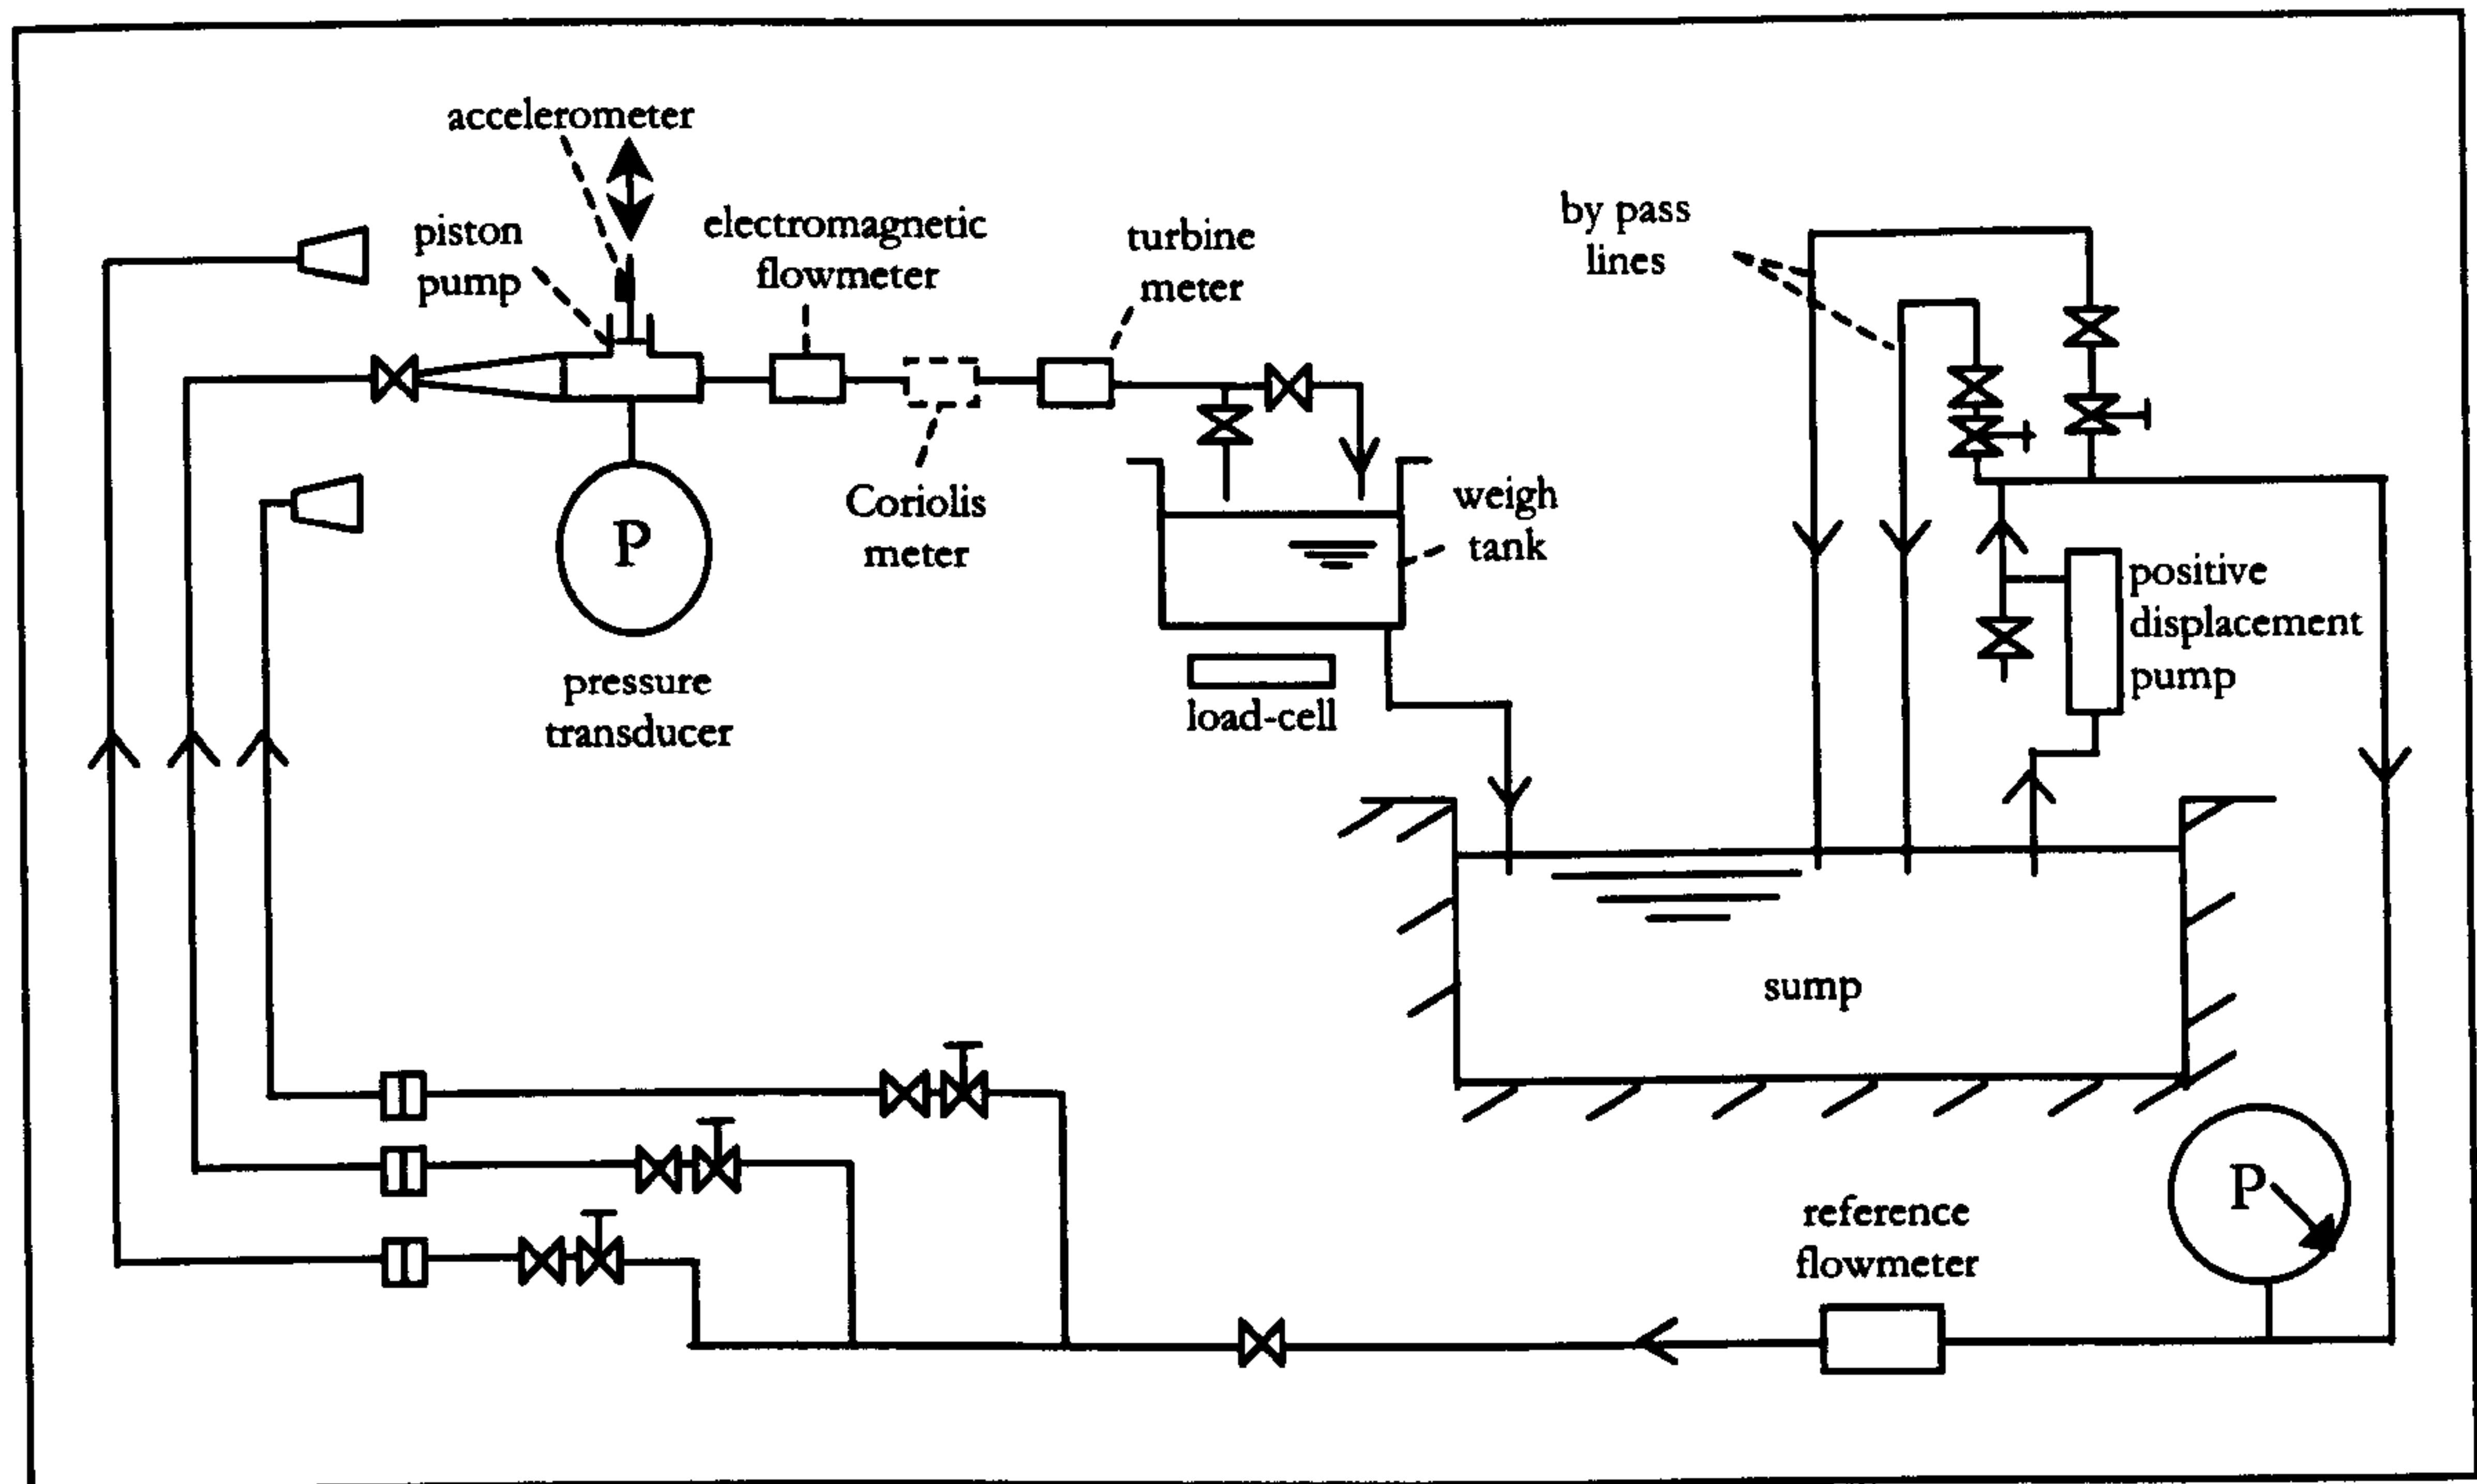 accelerometer
piston
pump
electromagnetic
flowmeter
turbine
meter
by pass
lines
P
Coriolis
meter
weigh
tank
pressure
transducer
load-cell
positive
displacement
pump
sump
P
reference
flowmeter